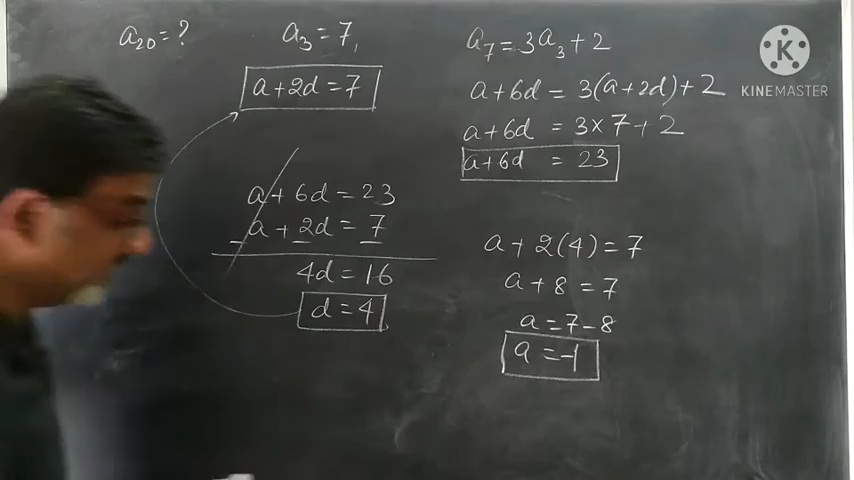 a₂₀ = ?
a₃ = 7,
a + 2d = 7
a + 6d = 23
a + 2d = 7
4d = 16
d = 4
a₇ = 3a₃ + 2
a + 6d = 3(a + 2d) + 2
a + 6d = 3 × 7 + 2
a + 6d = 23
a + 2(4) = 7
a + 8 = 7
a = 7 - 8
a = -1
K
KINEMASTER